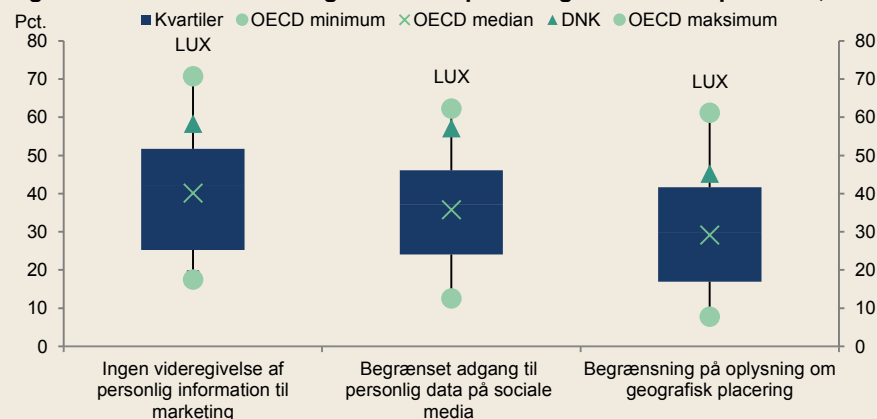 Pct.
Kvartiler OECD minimum OECD median DNK OECD maksimum
80 80
70 70
60 60
50 50
40 40
30 30
20 20
10 10
0 0
LUX
LUX
LUX
Ingen videregivelse af
personlig information til
marketing
Begrænset adgang til
personlig data på sociale
media
Begrænsning på oplysning om
geografisk placering